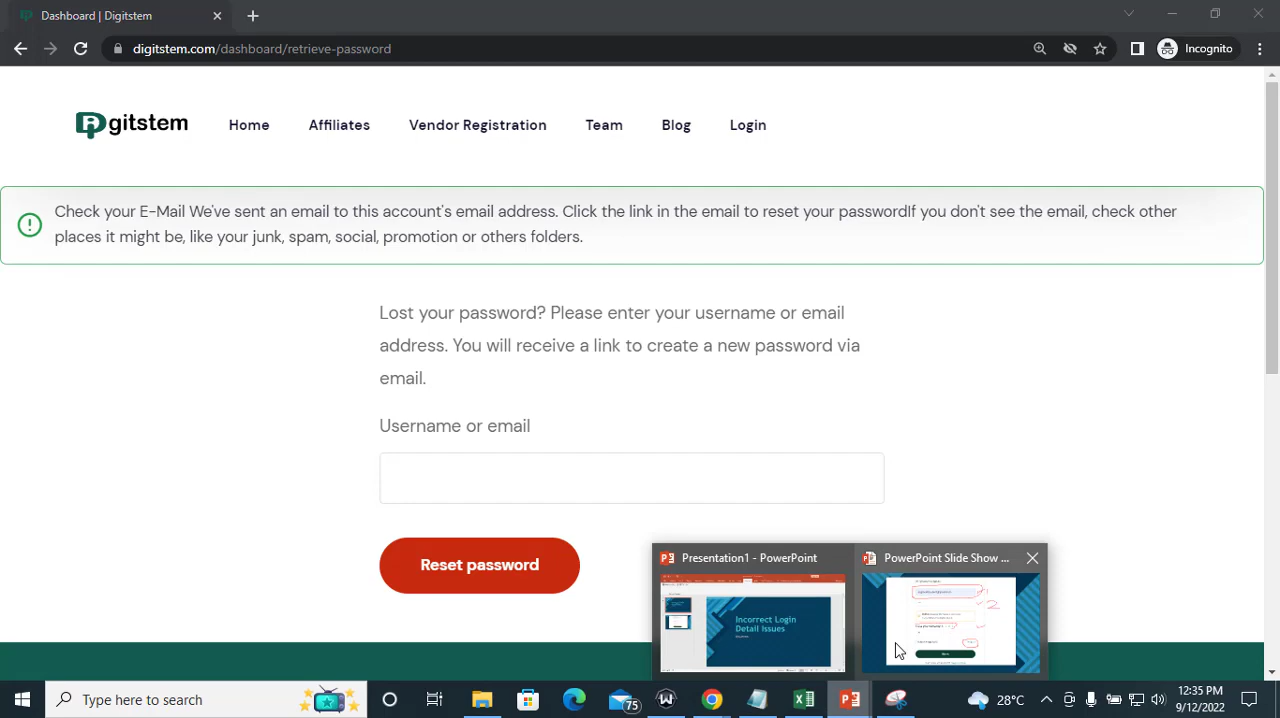 Dashboard | Digitstem
digitstem.com/dashboard/retrieve-password
Incognito
gitstem
Home
Affiliates
Vendor Registration
Team
Blog
Login
Check your E-Mail We've sent an email to this account's email address. Click the link in the email to reset your passwordIf you don't see the email, check other
places it might be, like your junk, spam, social, promotion or others folders.
Lost your password? Please enter your username or email
address. You will receive a link to create a new password via
email.
Username or email
Reset password
Presentation1 - PowerPoint
PowerPoint Slide Show ...
Incorrect Login
Detail Issues
Type here to search
75
28°C
12:35 PM
9/12/2022